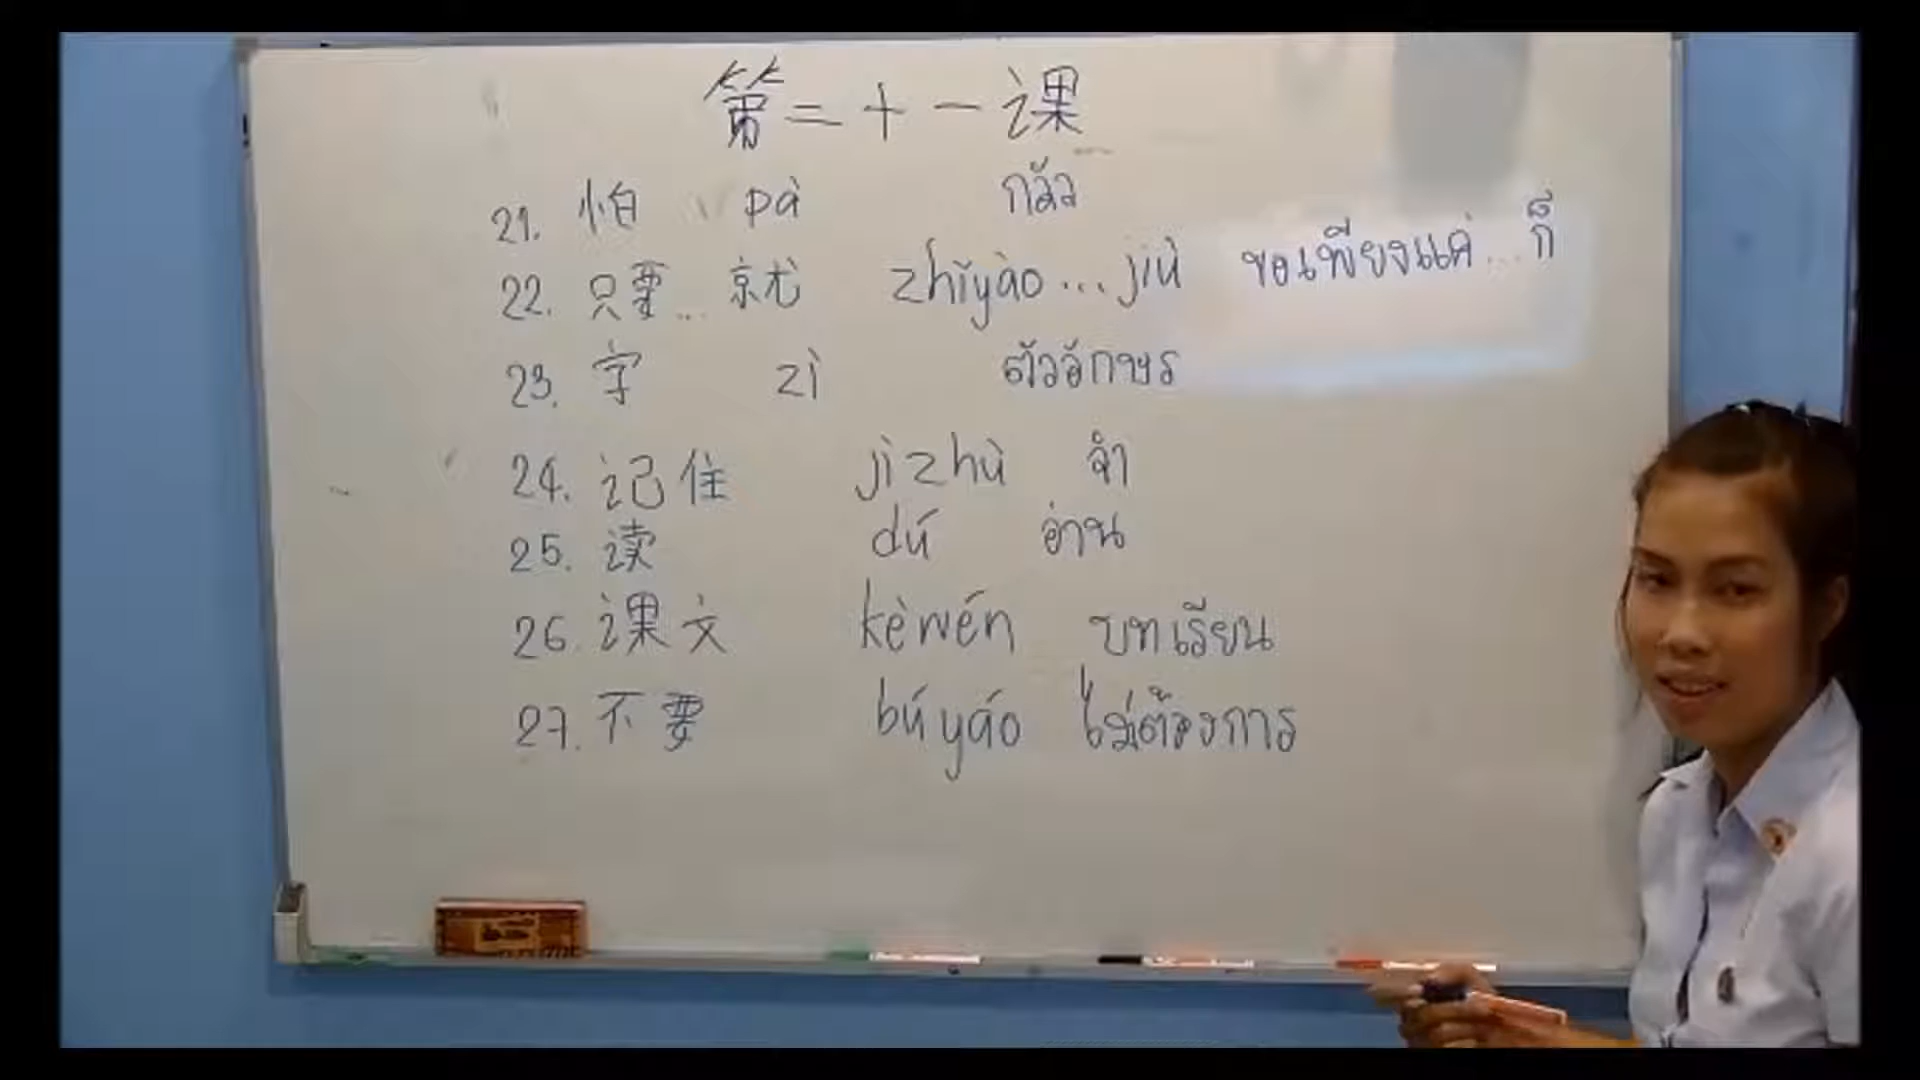 第二十一课
21. 怕 pà กลัว
22. 只要... 就 zhǐyào...jiù ขอเพียงแค่...ก็
23. 字 zì ตัวอักษร
24. 记住 jìzhù จำ
25. 读 dú อ่าน
26. 课文 kèwén บทเรียน
27. 不要 búyáo ไม่ต้องการ